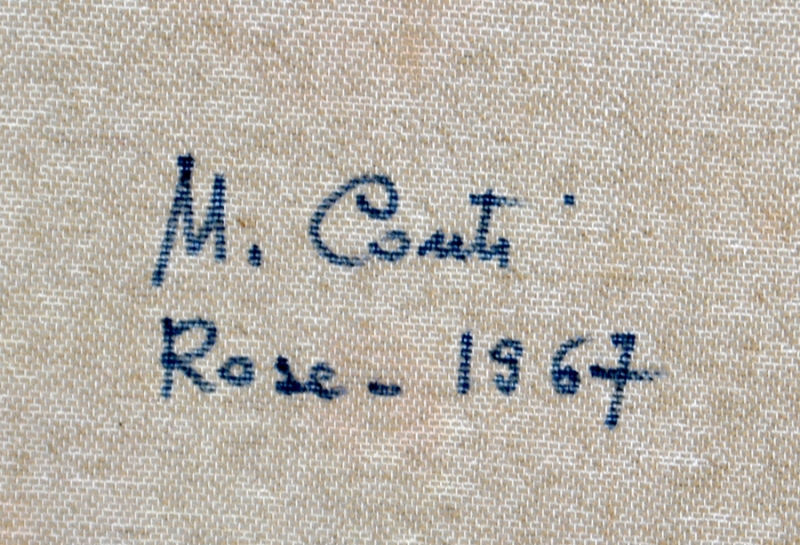 M. Conti
Rose - 1967